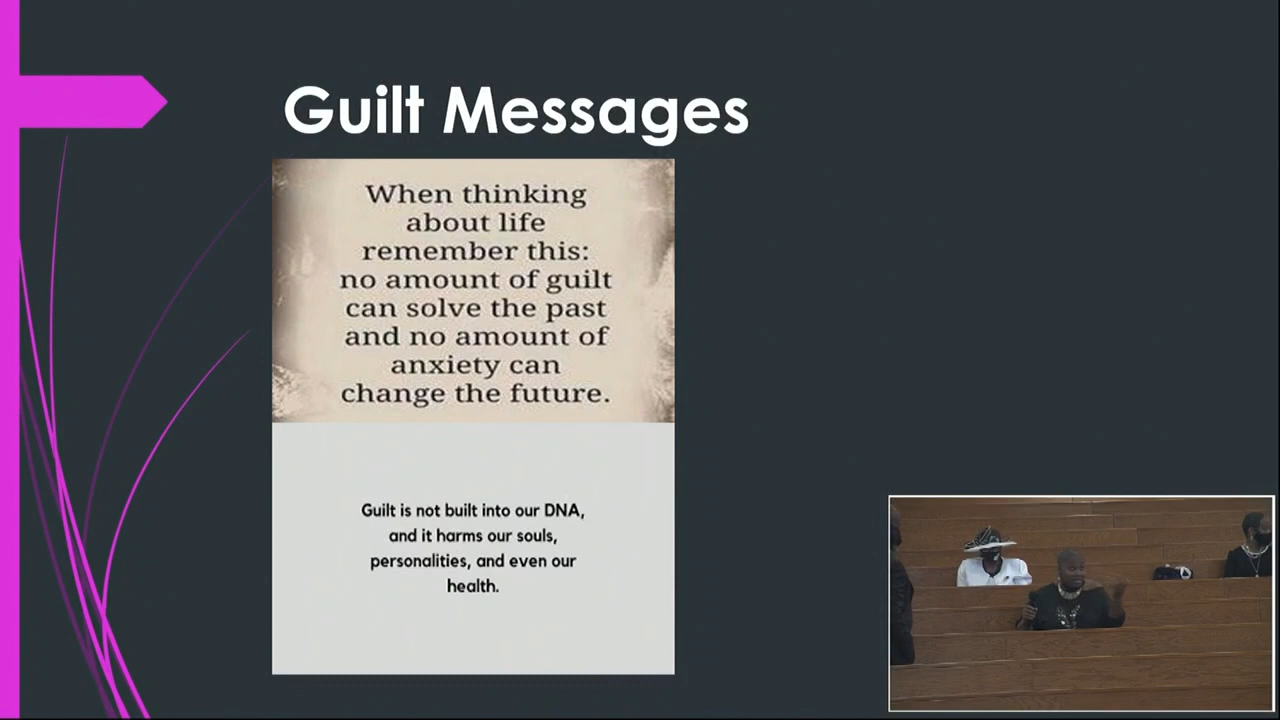 Guilt Messages
When thinking
about life
remember this:
no amount of guilt
can solve the past
and no amount of
anxiety can
change the future.
Guilt is not built into our DNA,
and it harms our souls,
personalities, and even our
health.